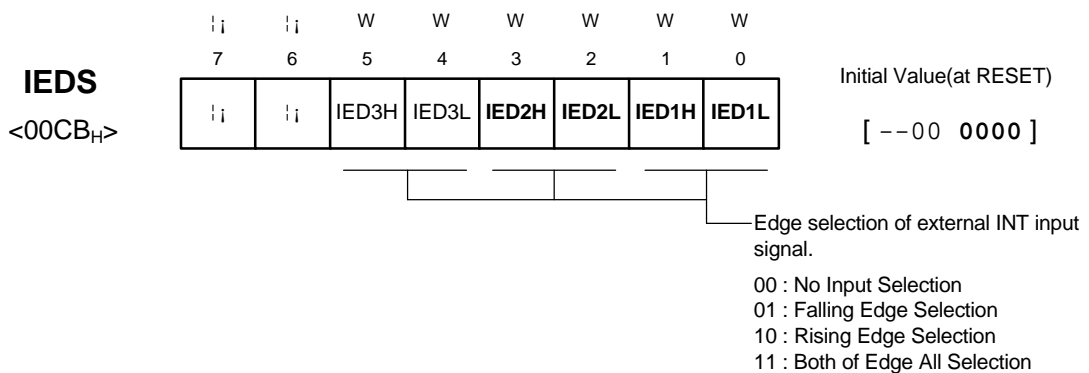 ¦¡ ¦¡ W W W W W W
7 6 5 4 3 2 1 0
IEDS
<00CBH>
¦¡ ¦¡ IED3H IED3L IED2H IED2L IED1H IED1L
Initial Value(at RESET)
[ --00 0000 ]
Edge selection of external INT input
signal.
00 : No Input Selection
01 : Falling Edge Selection
10 : Rising Edge Selection
11 : Both of Edge All Selection